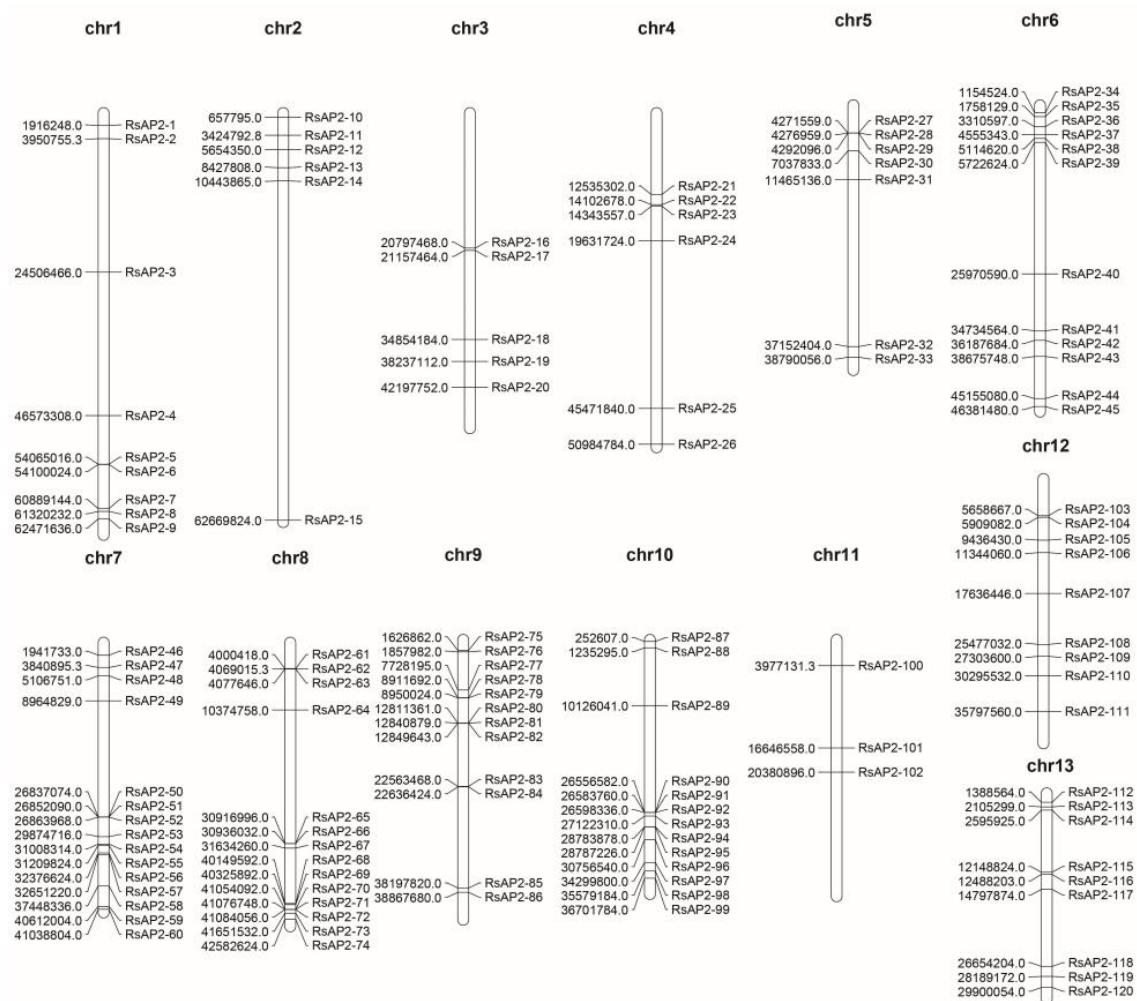 chr1
1916248.0 RsAP2-1
3950755.3 RsAP2-2
24506466.0 RsAP2-3
46573308.0 RsAP2-4
54065016.0 RsAP2-5
54100024.0 RsAP2-6
60889144.0 RsAP2-7
61320232.0 RsAP2-8
62471636.0 RsAP2-9
chr2
657795.0 RsAP2-10
3424792.8 RsAP2-11
5654350.0 RsAP2-12
8427808.0 RsAP2-13
10443865.0 RsAP2-14
62669824.0 RsAP2-15
chr3
20797468.0 RsAP2-16
21157464.0 RsAP2-17
34854184.0 RsAP2-18
38237112.0 RsAP2-19
42197752.0 RsAP2-20
chr4
12535302.0 RsAP2-21
14102678.0 RsAP2-22
14343557.0 RsAP2-23
19631724.0 RsAP2-24
45471840.0 RsAP2-25
50984784.0 RsAP2-26
chr5
4271559.0 RsAP2-27
4276959.0 RsAP2-28
4292096.0 RsAP2-29
7037833.0 RsAP2-30
11465136.0 RsAP2-31
37152404.0 RsAP2-32
38790056.0 RsAP2-33
chr6
1154524.0 RsAP2-34
1758129.0 RsAP2-35
3310597.0 RsAP2-36
4555343.0 RsAP2-37
5114620.0 RsAP2-38
5722624.0 RsAP2-39
25970590.0 RsAP2-40
34734564.0 RsAP2-41
36187684.0 RsAP2-42
38675748.0 RsAP2-43
45155080.0 RsAP2-44
46381480.0 RsAP2-45
chr7
1941733.0 RsAP2-46
3840895.3 RsAP2-47
5106751.0 RsAP2-48
8964829.0 RsAP2-49
26837074.0 RsAP2-50
26852090.0 RsAP2-51
26863968.0 RsAP2-52
29874716.0 RsAP2-53
31008314.0 RsAP2-54
31209824.0 RsAP2-55
32376624.0 RsAP2-56
32651220.0 RsAP2-57
37448336.0 RsAP2-58
40612004.0 RsAP2-59
41038804.0 RsAP2-60
chr8
4000418.0 RsAP2-61
4069015.3 RsAP2-62
4077646.0 RsAP2-63
10374758.0 RsAP2-64
30916996.0 RsAP2-65
30936032.0 RsAP2-66
31634260.0 RsAP2-67
40149592.0 RsAP2-68
40325892.0 RsAP2-69
41054092.0 RsAP2-70
41076748.0 RsAP2-71
41084056.0 RsAP2-72
41651532.0 RsAP2-73
42582624.0 RsAP2-74
chr9
1626862.0 RsAP2-75
1857982.0 RsAP2-76
7728195.0 RsAP2-77
8911692.0 RsAP2-78
8950024.0 RsAP2-79
12811361.0 RsAP2-80
12840879.0 RsAP2-81
12849643.0 RsAP2-82
22563468.0 RsAP2-83
22636424.0 RsAP2-84
38197820.0 RsAP2-85
38867680.0 RsAP2-86
chr10
252607.0 RsAP2-87
1235295.0 RsAP2-88
10126041.0 RsAP2-89
26556582.0 RsAP2-90
26583760.0 RsAP2-91
26598336.0 RsAP2-92
27122310.0 RsAP2-93
28783878.0 RsAP2-94
28787226.0 RsAP2-95
30756540.0 RsAP2-96
34299800.0 RsAP2-97
35579184.0 RsAP2-98
36701784.0 RsAP2-99
chr11
3977131.3 RsAP2-100
16646558.0 RsAP2-101
20380896.0 RsAP2-102
chr12
5658667.0 RsAP2-103
5909082.0 RsAP2-104
9436430.0 RsAP2-105
11344060.0 RsAP2-106
17636446.0 RsAP2-107
25477032.0 RsAP2-108
27303600.0 RsAP2-109
30295532.0 RsAP2-110
35797560.0 RsAP2-111
chr13
1388564.0 RsAP2-112
2105299.0 RsAP2-113
2595925.0 RsAP2-114
12148824.0 RsAP2-115
12488203.0 RsAP2-116
14797874.0 RsAP2-117
26654204.0 RsAP2-118
28189172.0 RsAP2-119
29900054.0 RsAP2-120